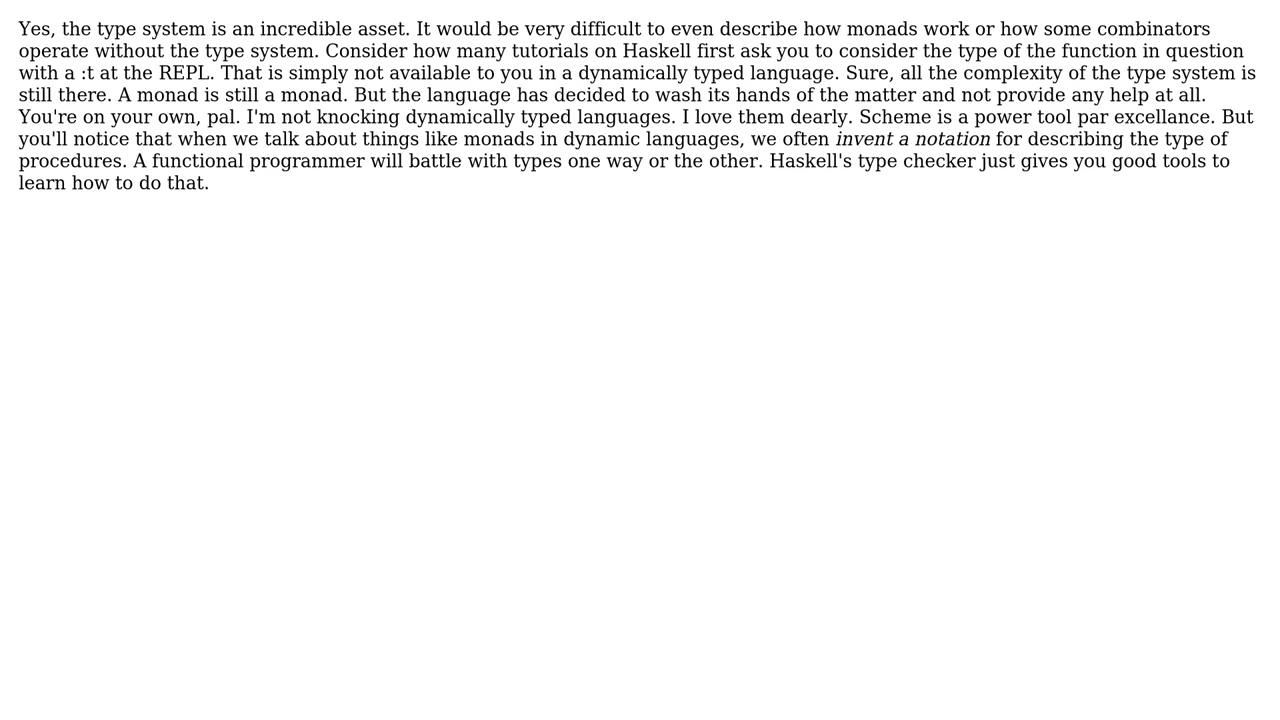 Yes, the type system is an incredible asset. It would be very difficult to even describe how monads work or how some combinators
operate without the type system. Consider how many tutorials on Haskell first ask you to consider the type of the function in question
with a :t at the REPL. That is simply not available to you in a dynamically typed language. Sure, all the complexity of the type system is
still there. A monad is still a monad. But the language has decided to wash its hands of the matter and not provide any help at all.
You're on your own, pal. I'm not knocking dynamically typed languages. I love them dearly. Scheme is a power tool par excellance. But
you'll notice that when we talk about things like monads in dynamic languages, we often invent a notation for describing the type of
procedures. A functional programmer will battle with types one way or the other. Haskell's type checker just gives you good tools to
learn how to do that.